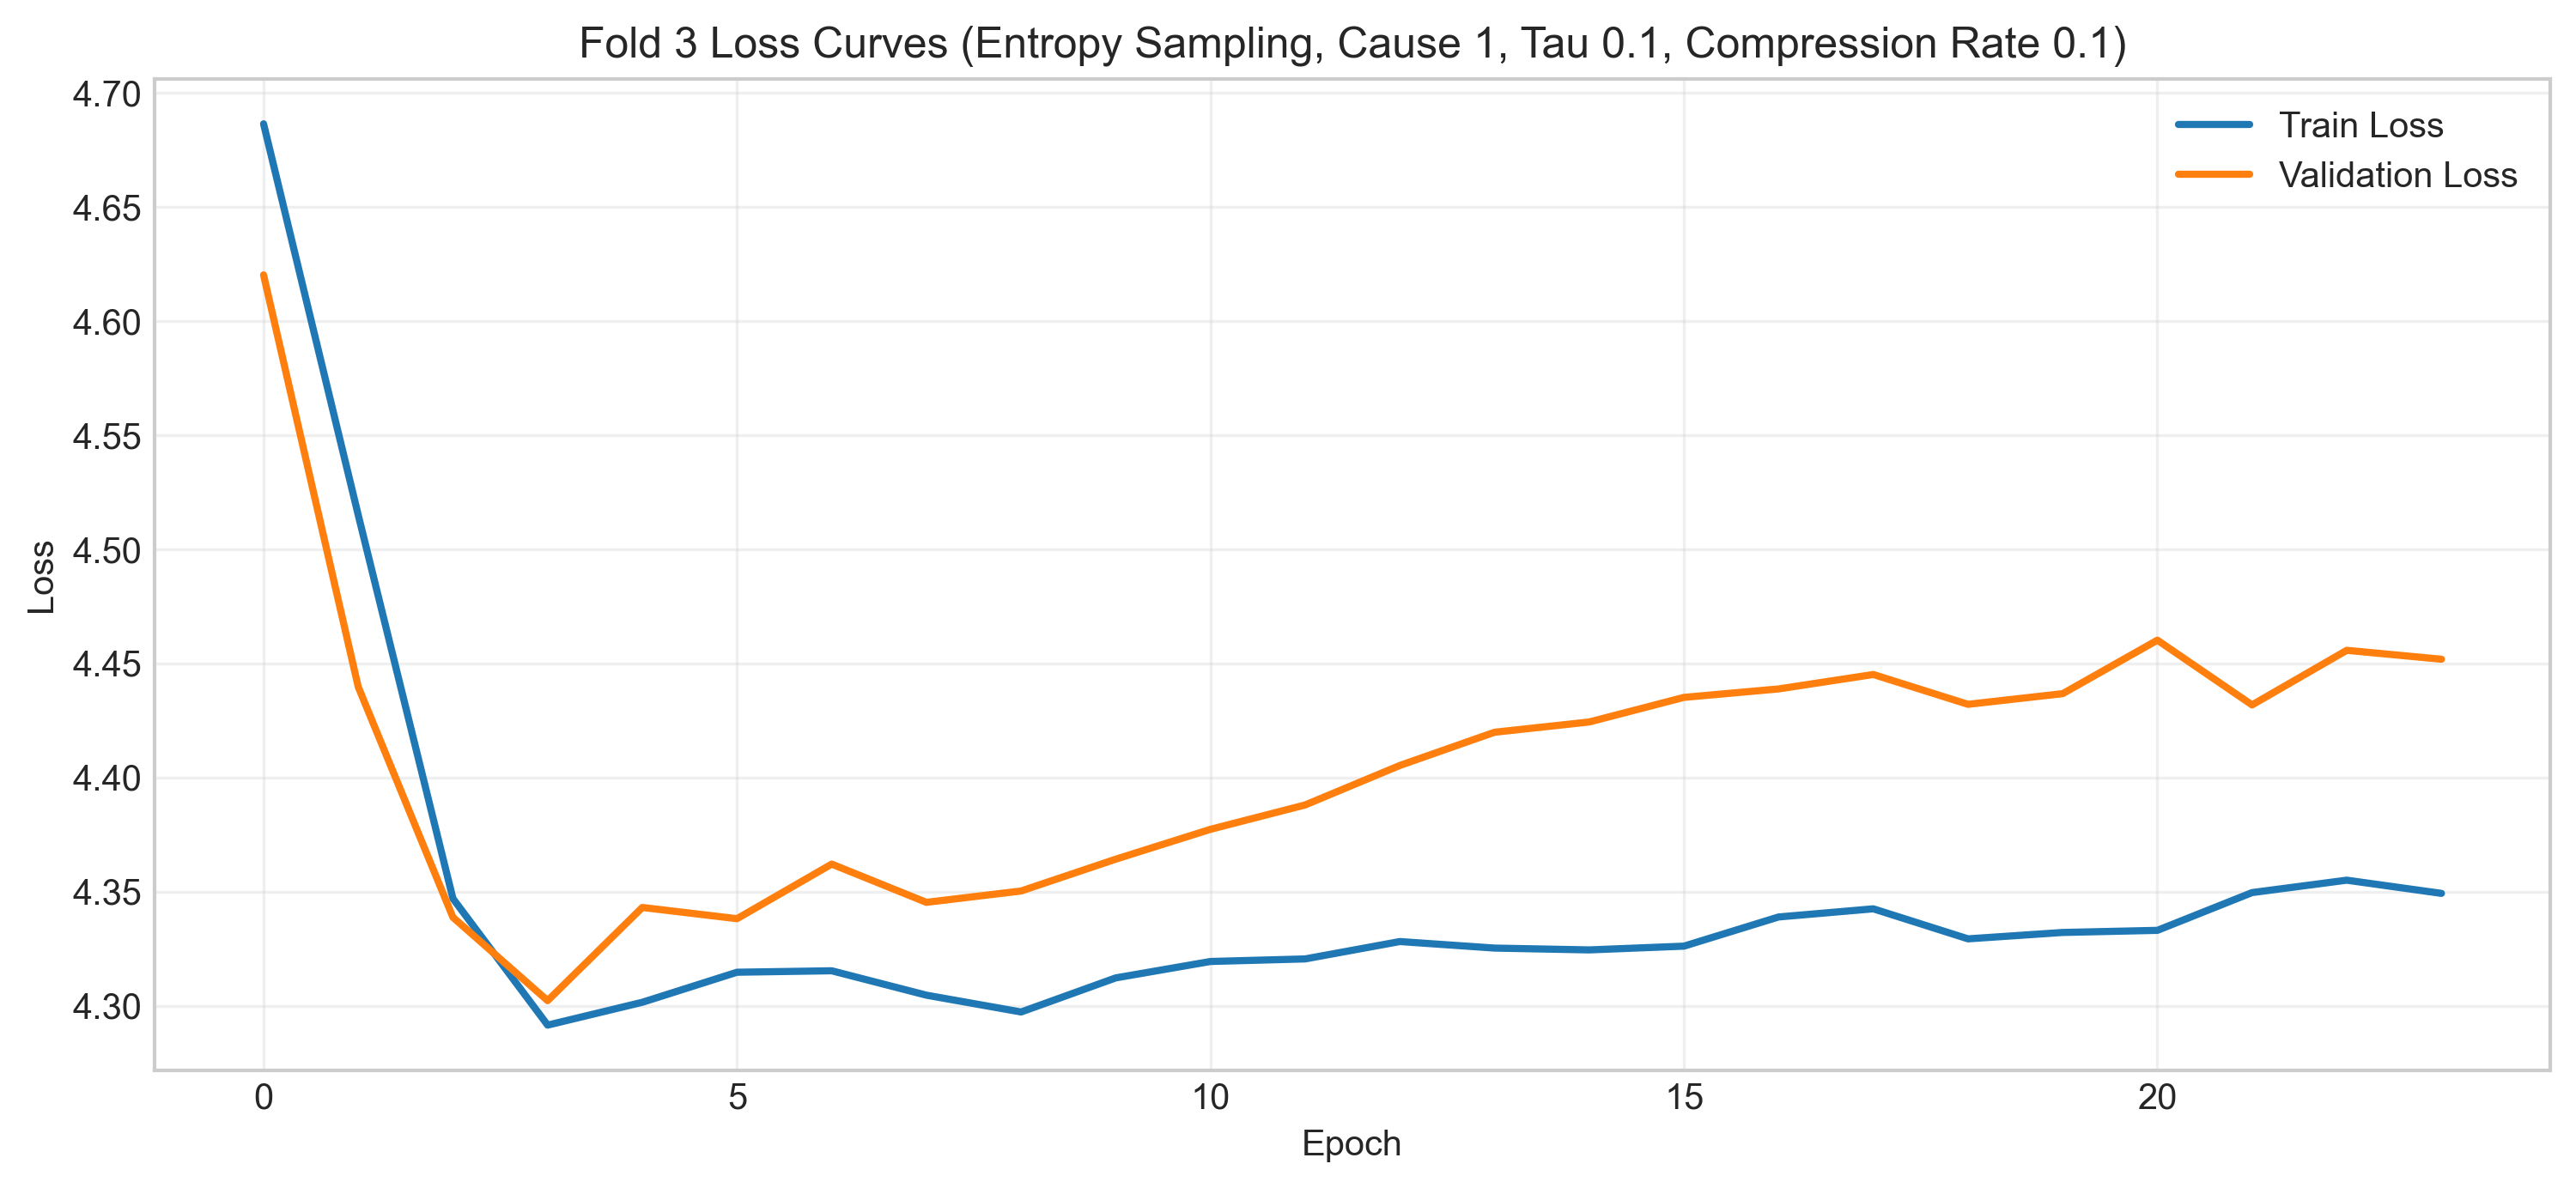 Fold 3 Loss Curves (Entropy Sampling, Cause 1, Tau 0.1, Compression Rate 0.1)
Train Loss
Validation Loss
Loss
4.70
4.65
4.60
4.55
4.50
4.45
4.40
4.35
4.30
0 5 10 15 20
Epoch